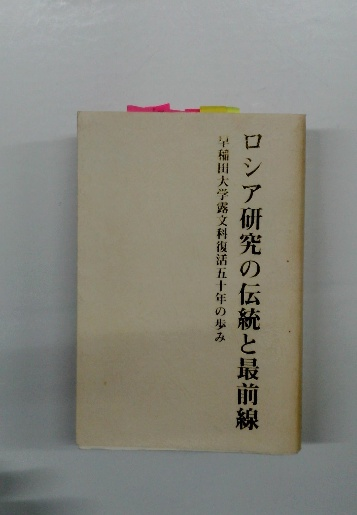 ロシア研究の伝統と最前線
早稲田大学露文科復活五十年の歩み